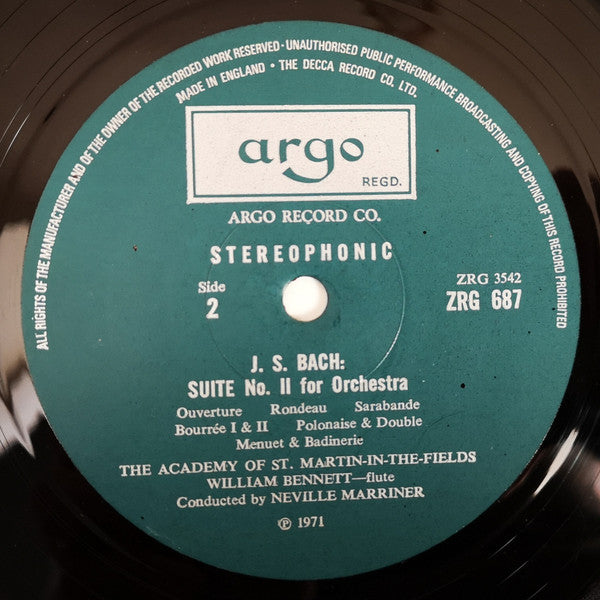 ALL RIGHTS OF THE MANUFACTURER AND OF THE OWNER OF THE RECORDED WORK RESERVED · UNAUTHORISED PUBLIC PERFORMANCE BROADCASTING AND COPYING OF THIS RECORD PROHIBITED
MADE IN ENGLAND · THE DECCA RECORD CO. LTD.
argo
REGD.
ARGO RECORD CO.
STEREOPHONIC
Side
2
ZRG 3542
ZRG 687
J. S. BACH:
SUITE No. II for Orchestra
Ouverture Rondeau Sarabande
Bourrée I & II Polonaise & Double
Menuet & Badinerie
THE ACADEMY OF ST. MARTIN-IN-THE-FIELDS
WILLIAM BENNETT—flute
Conducted by NEVILLE MARRINER
℗ 1971